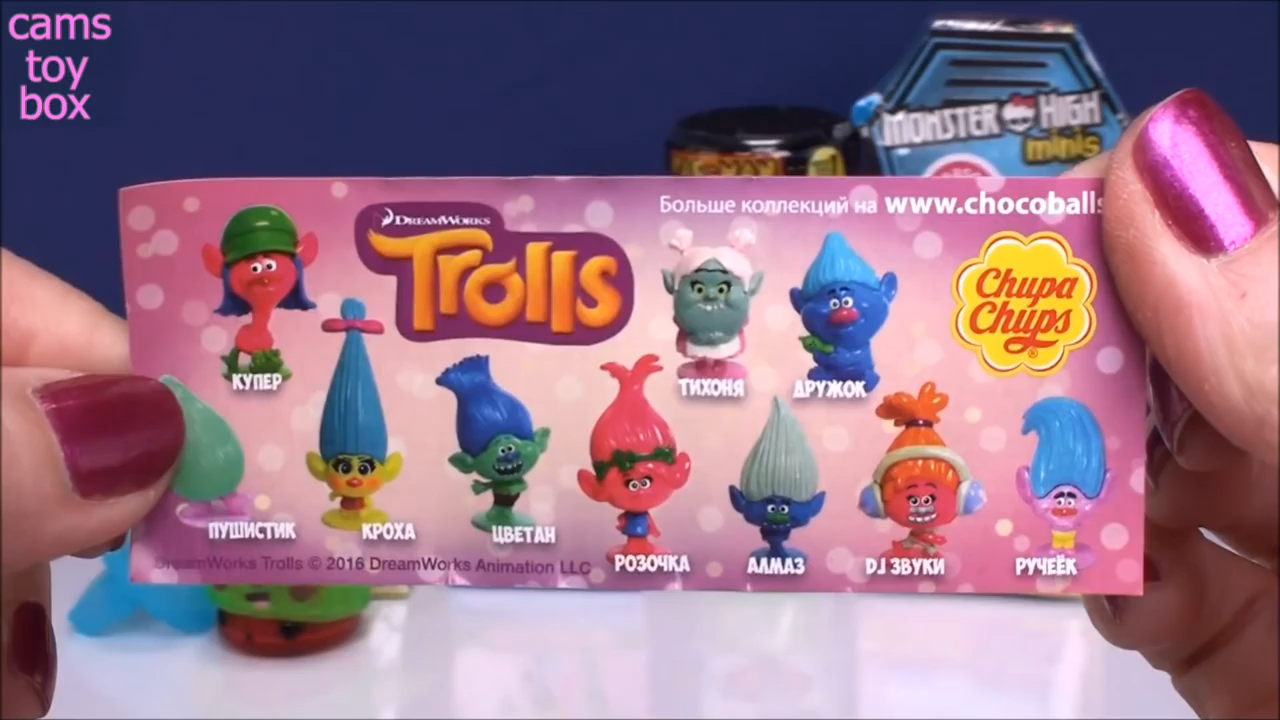 cams
toy
box
MONSTER HIGH
minis
Больше коллекций на www.chocoballs
DREAMWORKS
Trolls
Chupa
Chups
КУПЕР
ТИХОНЯ
ДРУЖОК
ПУШИСТИК
КРОХА
ЦВЕТАН
РОЗОЧКА
АЛМАЗ
DJ ЗВУКИ
РУЧЕЁК
DreamWorks Trolls © 2016 DreamWorks Animation LLC